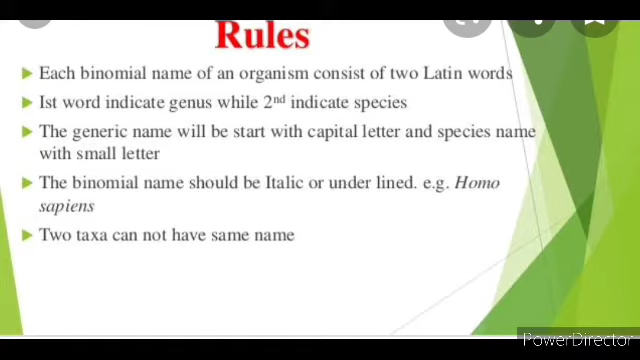 Rules
Each binomial name of an organism consist of two Latin words
Ist word indicate genus while 2nd indicate species
The generic name will be start with capital letter and species name
with small letter
The binomial name should be Italic or under lined. e.g. Homo
sapiens
Two taxa can not have same name
PowerDirector